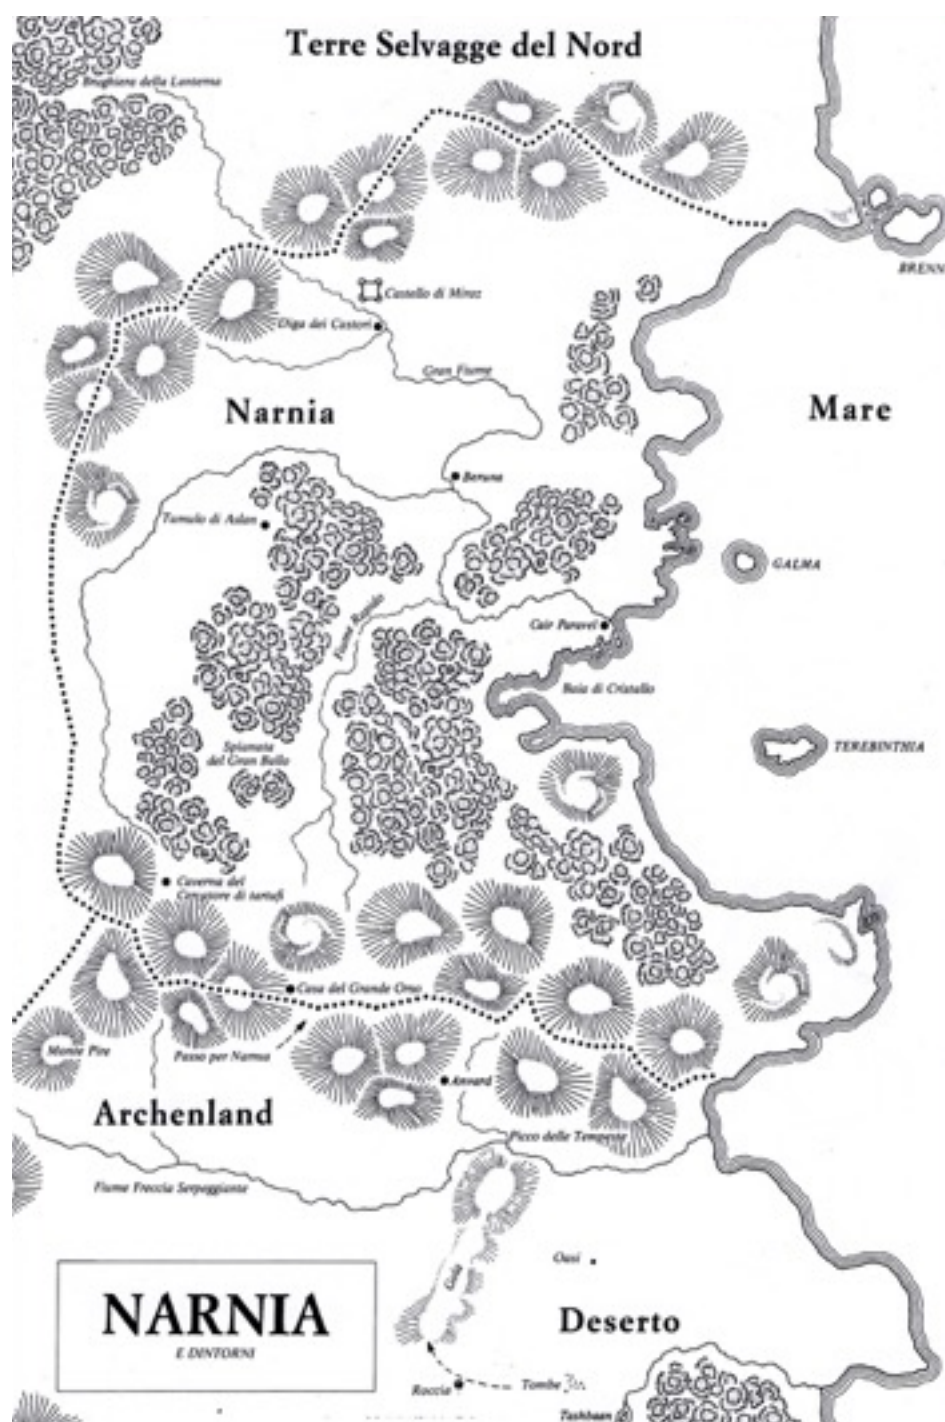 Terre Selvagge del Nord
Brughiere della Lanterna
BRENN
Castello di Miraz
Diga dei Castori
Gran Fiume
Narnia
Mare
Beruna
Tumulo di Aslan
GALMA
Fiume Rapido
Cair Paravel
Baia di Cristallo
Spianata
del Gran Ballo
TEREBINTHIA
Caverna del
Cercatore di tartufi
Casa del Grande Orso
Monte Pire
Passo per Narnia
Anvard
Archenland
Picco delle Tempeste
Fiume Freccia Serpeggiante
Gola
Oasi
NARNIA
E DINTORNI
Deserto
Roccia
Tombe
Tashbaan